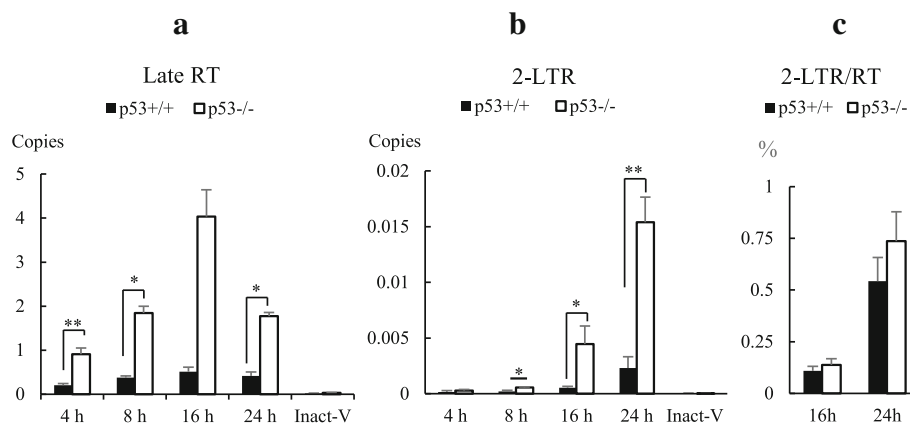 a
Late RT
p53+/+ p53-/-
Copies
5
4
3
2
1
0
** * *
4 h 8 h 16 h 24 h Inact-V
b
2-LTR
p53+/+ p53-/-
Copies
0.02
0.015
0.01
0.005
0
* * **
4 h 8 h 16 h 24 h Inact-V
c
2-LTR/RT
p53+/+ p53-/-
%
1
0.75
0.5
0.25
0
16h 24h